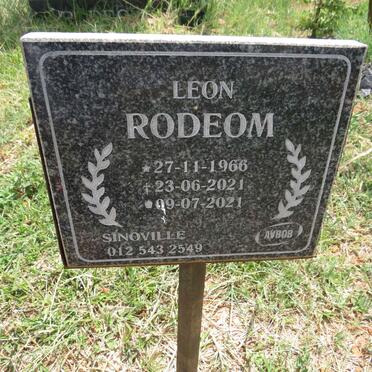 LEON
RODEOM
★27-11-1966
†23-06-2021
●09-07-2021
SINOVILLE
012 543 2549
AVBOB